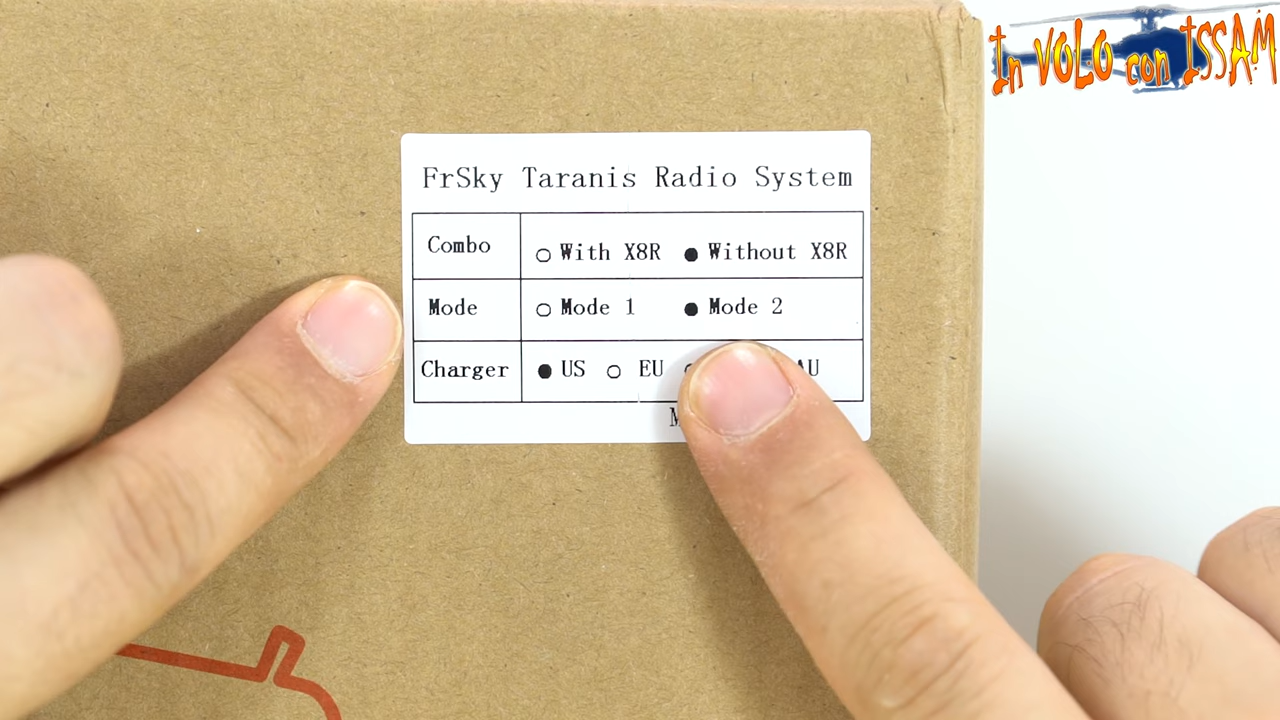 In VOLO con ISSAM
FrSky Taranis Radio System
Combo With X8R Without X8R
Mode Mode 1 Mode 2
Charger US EU AU